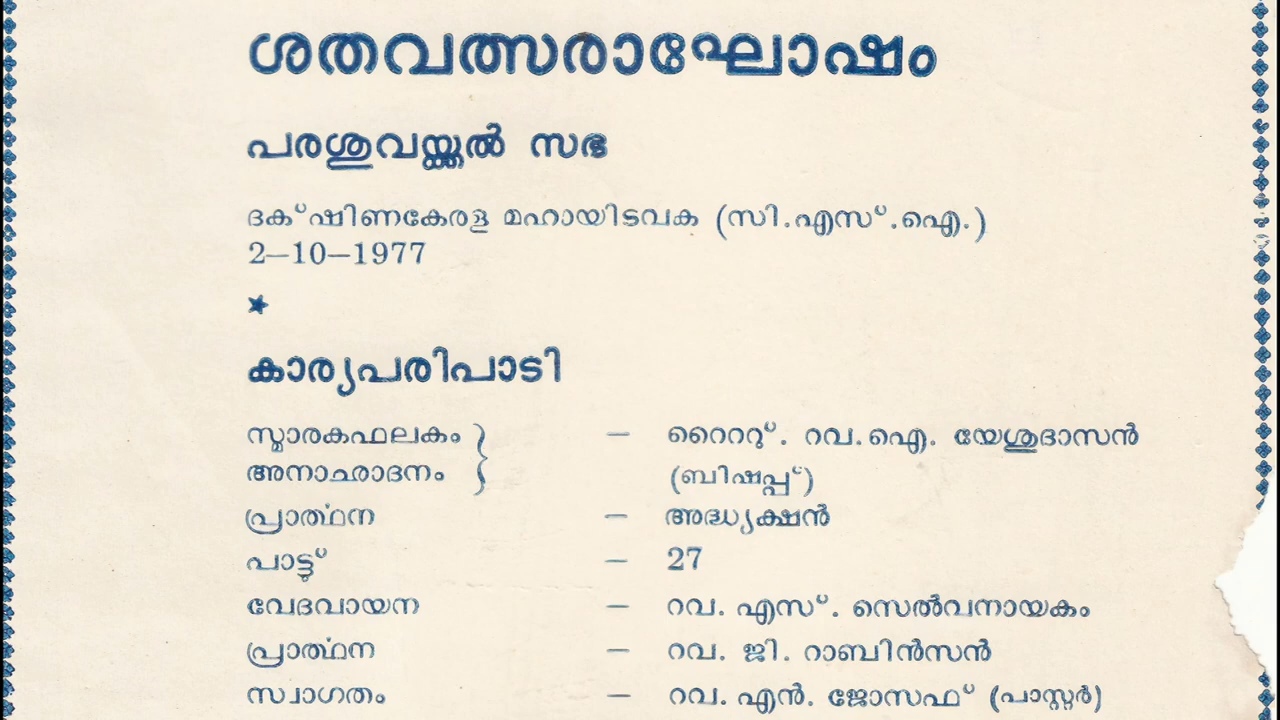 ശതവത്സരാഘോഷം
പരശുവയ്ക്കൽ സഭ
ദക്ഷിണകേരള മഹായിടവക (സി.എസ്.ഐ.)
2—10—1977
★
കാര്യപരിപാടി
സ്മാരകഫലകം } — റൈററ്. റവ.ഐ. യേശുദാസൻ
അനാഛാദനം (ബിഷപ്പ്)
പ്രാർത്ഥന — അദ്ധ്യക്ഷൻ
പാട്ട് — 27
വേദവായന — റവ. എസ്. സെൽവനായകം
പ്രാർത്ഥന — റവ. ജി. റാബിൻസൻ
സ്വാഗതം — റവ. എൻ. ജോസഫ് (പാസ്റ്റർ)